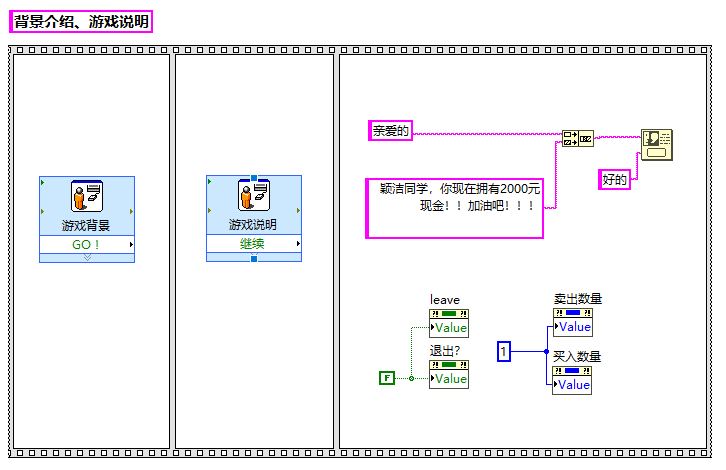 背景介绍、游戏说明
游戏背景
GO！
游戏说明
继续
亲爱的
颖洁同学，你现在拥有2000元
现金！！加油吧！！！
好的
leave
Value
退出?
Value
F
卖出数量
Value
1
买入数量
Value